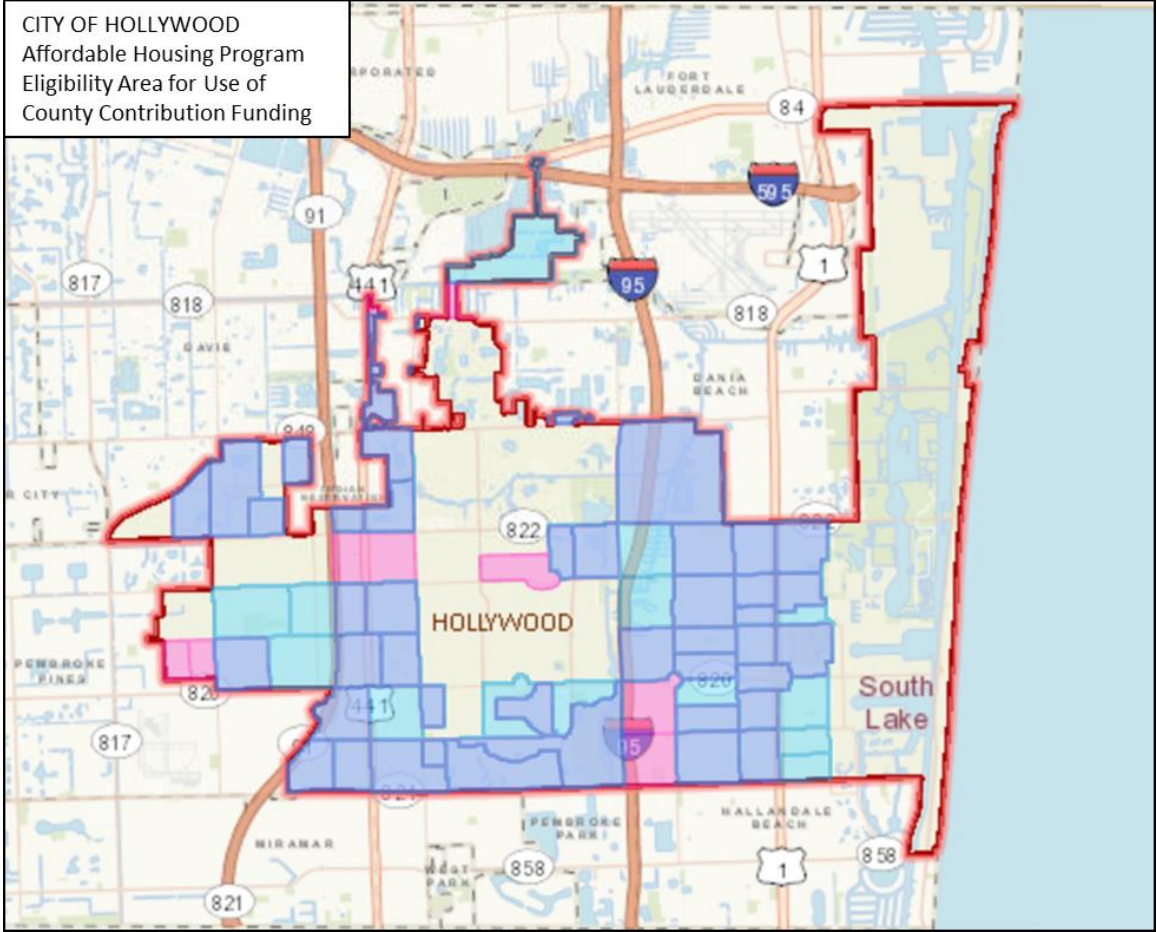 CITY OF HOLLYWOOD
Affordable Housing Program
Eligibility Area for Use of
County Contribution Funding
FORT
LAUDERDALE
84
595
91
1
441
95
817
818
818
DAVIE
DANIA
BEACH
822
HOLLYWOOD
PEMBROKE
PINES
820
441
South
Lake
817
95
HALLANDALE
BEACH
PEMBROKE
PARK
MIRAMAR
WEST
PARK
858
858
1
821